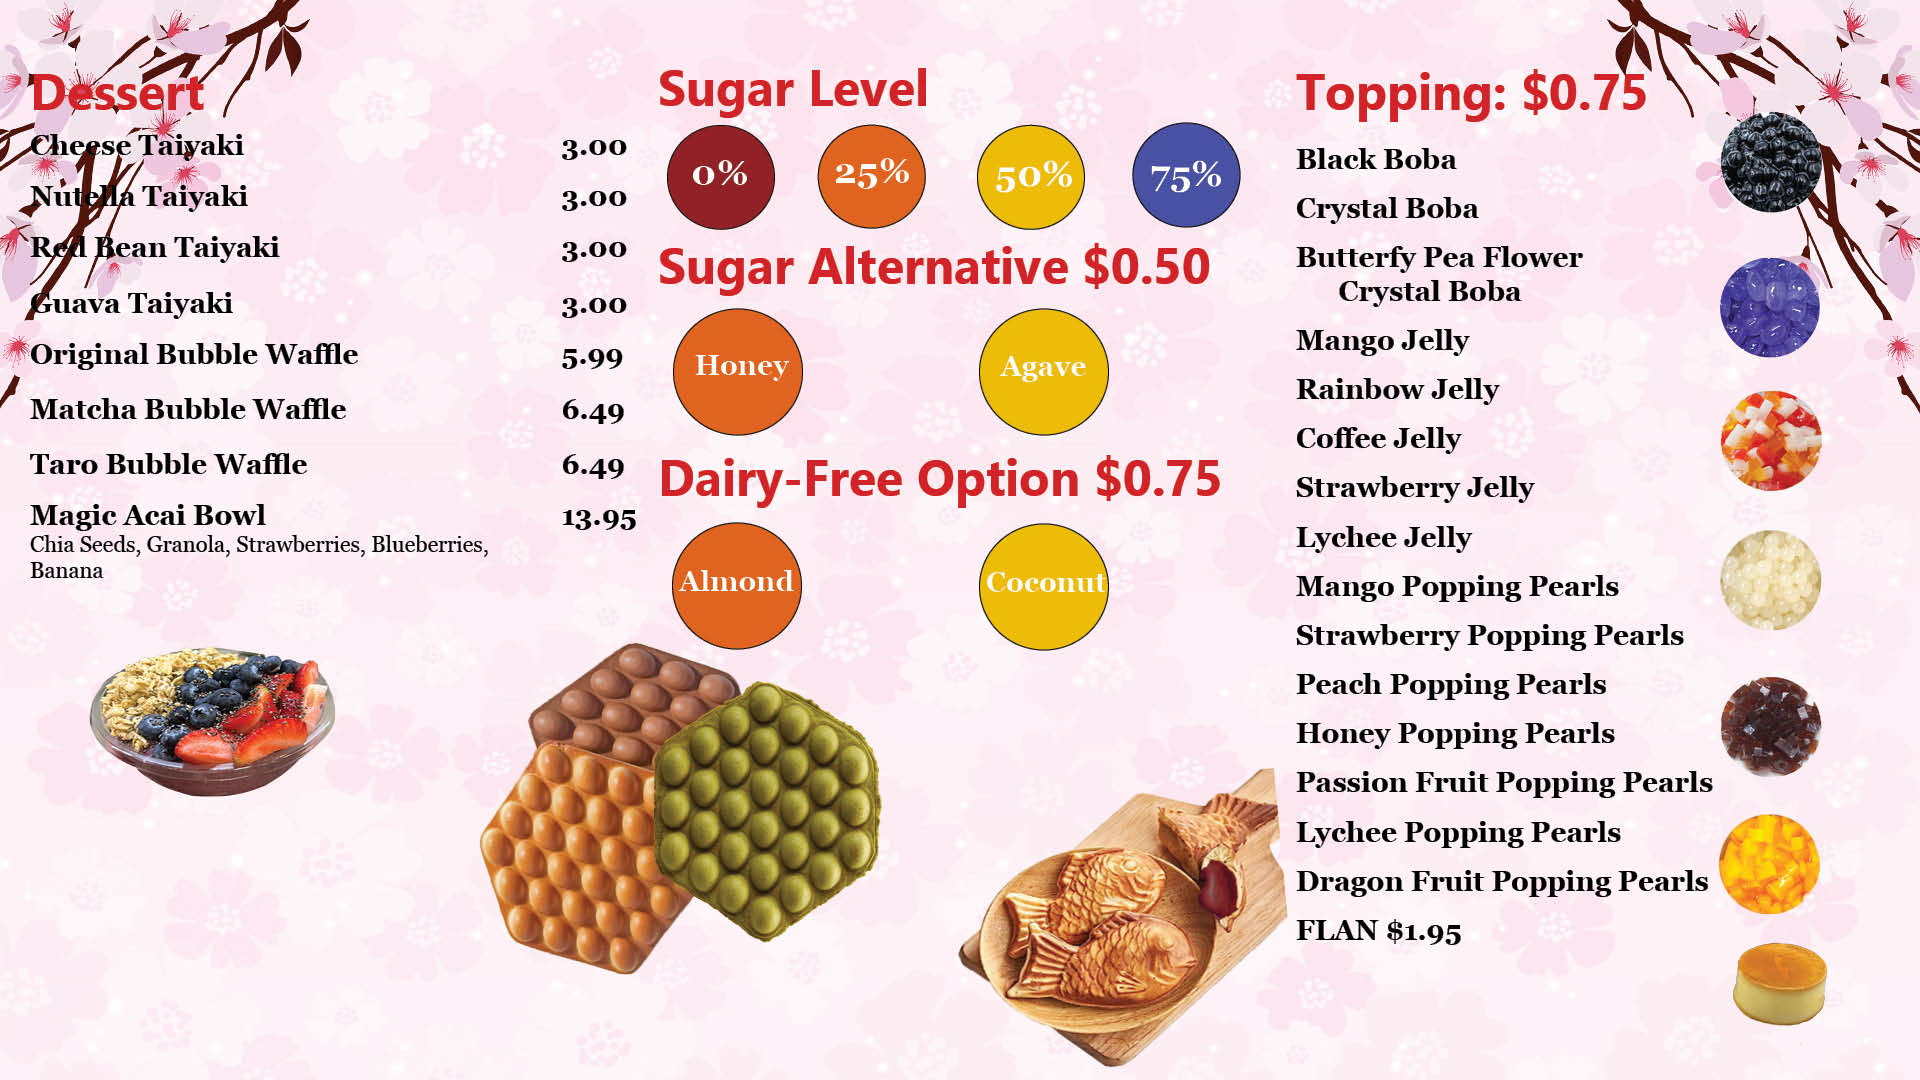 Dessert
Cheese Taiyaki 3.00
Nutella Taiyaki 3.00
Red Bean Taiyaki 3.00
Guava Taiyaki 3.00
Original Bubble Waffle 5.99
Matcha Bubble Waffle 6.49
Taro Bubble Waffle 6.49
Magic Acai Bowl 13.95
Chia Seeds, Granola, Strawberries, Blueberries,
Banana
Sugar Level
0% 25% 50% 75%
Sugar Alternative $0.50
Honey Agave
Dairy-Free Option $0.75
Almond Coconut
Topping: $0.75
Black Boba
Crystal Boba
Butterfy Pea Flower
Crystal Boba
Mango Jelly
Rainbow Jelly
Coffee Jelly
Strawberry Jelly
Lychee Jelly
Mango Popping Pearls
Strawberry Popping Pearls
Peach Popping Pearls
Honey Popping Pearls
Passion Fruit Popping Pearls
Lychee Popping Pearls
Dragon Fruit Popping Pearls
FLAN $1.95